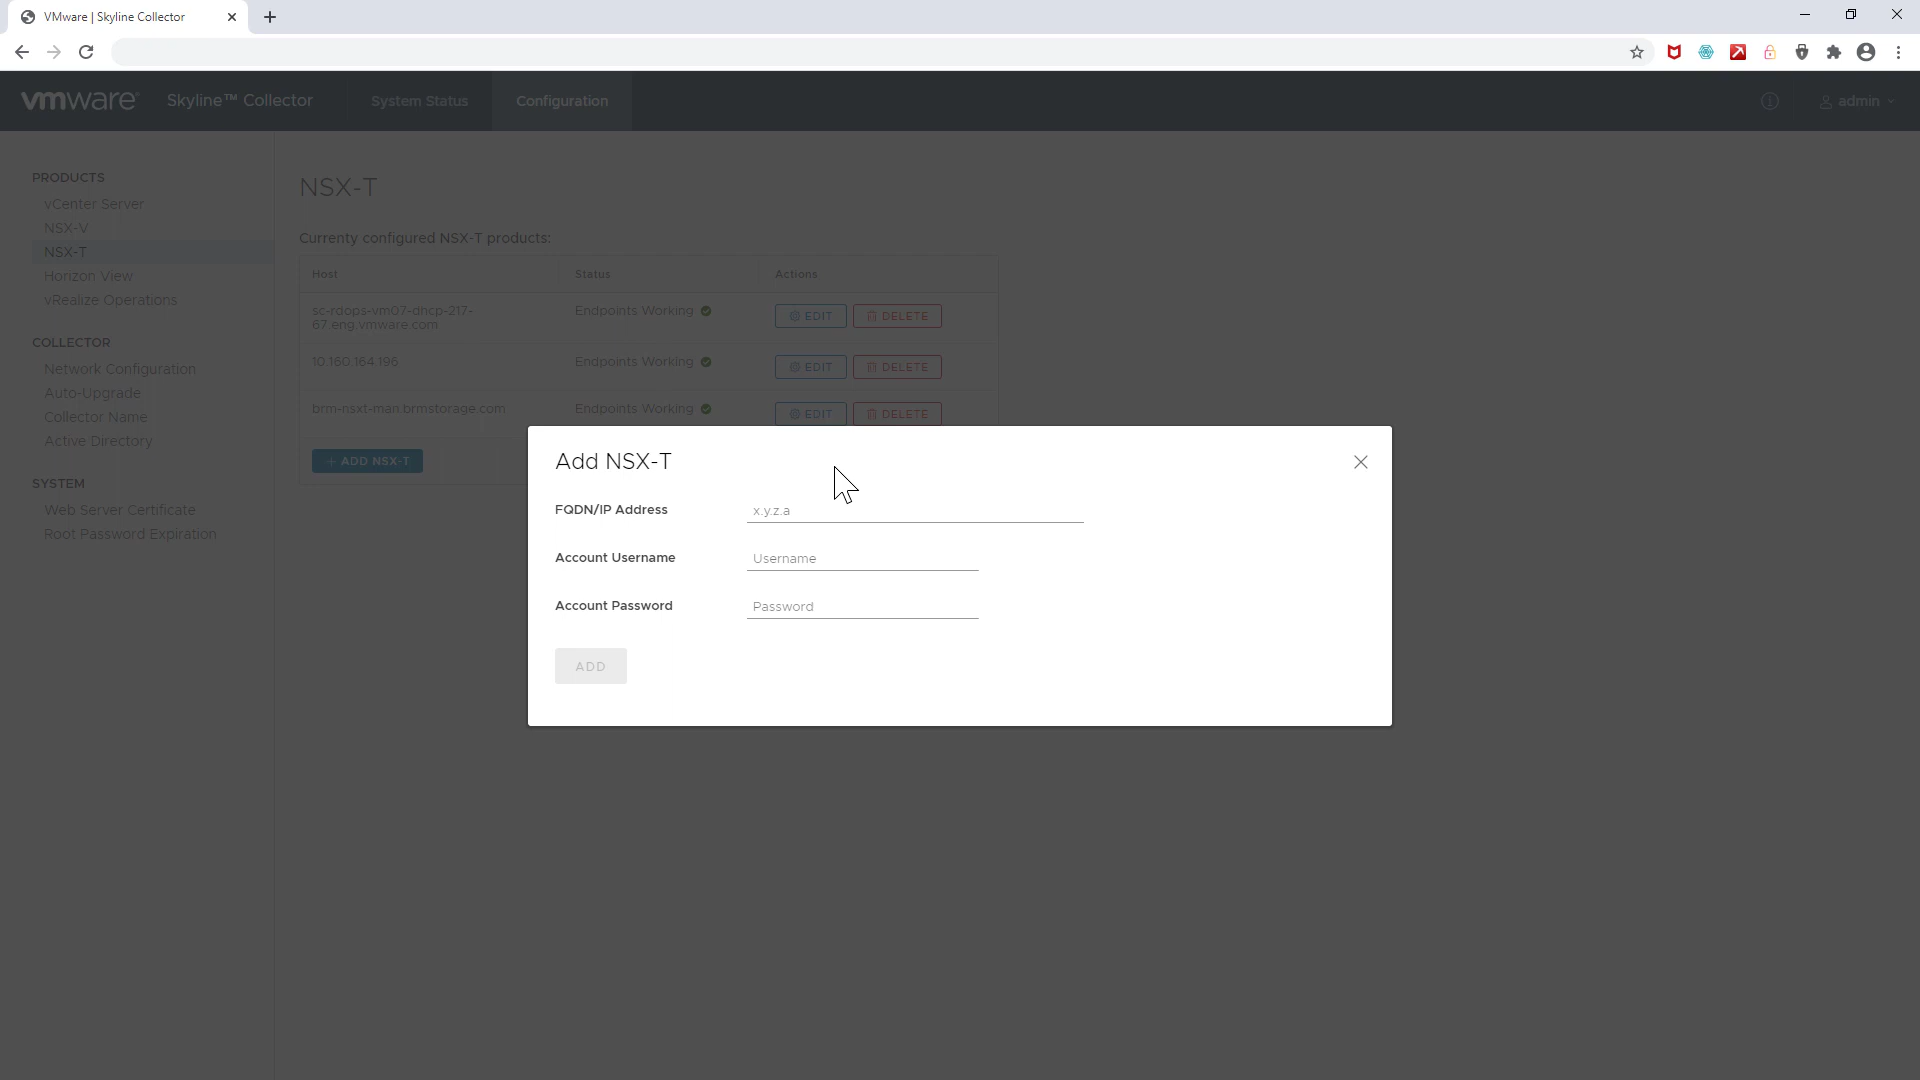 VMware | Skyline Collector
vmware Skyline™ Collector System Status Configuration admin
PRODUCTS
vCenter Server
NSX-V
NSX-T
Horizon View
vRealize Operations
COLLECTOR
Network Configuration
Auto-Upgrade
Collector Name
Active Directory
SYSTEM
Web Server Certificate
Root Password Expiration
NSX-T
Currenty configured NSX-T products:
Host Status Actions
sc-rdops-vm07-dhcp-217-
67.eng.vmware.com
Endpoints Working EDIT DELETE
10.160.164.196 Endpoints Working EDIT DELETE
brm-nsxt-man.brmstorage.com Endpoints Working EDIT DELETE
+ ADD NSX-T
Add NSX-T
FQDN/IP Address x.y.z.a
Account Username Username
Account Password Password
ADD